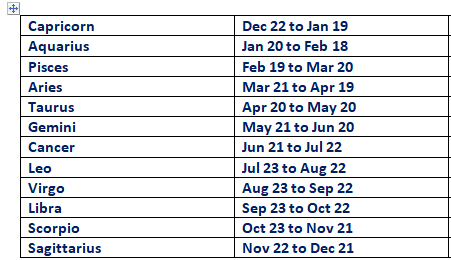 Capricorn Dec 22 to Jan 19
Aquarius Jan 20 to Feb 18
Pisces Feb 19 to Mar 20
Aries Mar 21 to Apr 19
Taurus Apr 20 to May 20
Gemini May 21 to Jun 20
Cancer Jun 21 to Jul 22
Leo Jul 23 to Aug 22
Virgo Aug 23 to Sep 22
Libra Sep 23 to Oct 22
Scorpio Oct 23 to Nov 21
Sagittarius Nov 22 to Dec 21